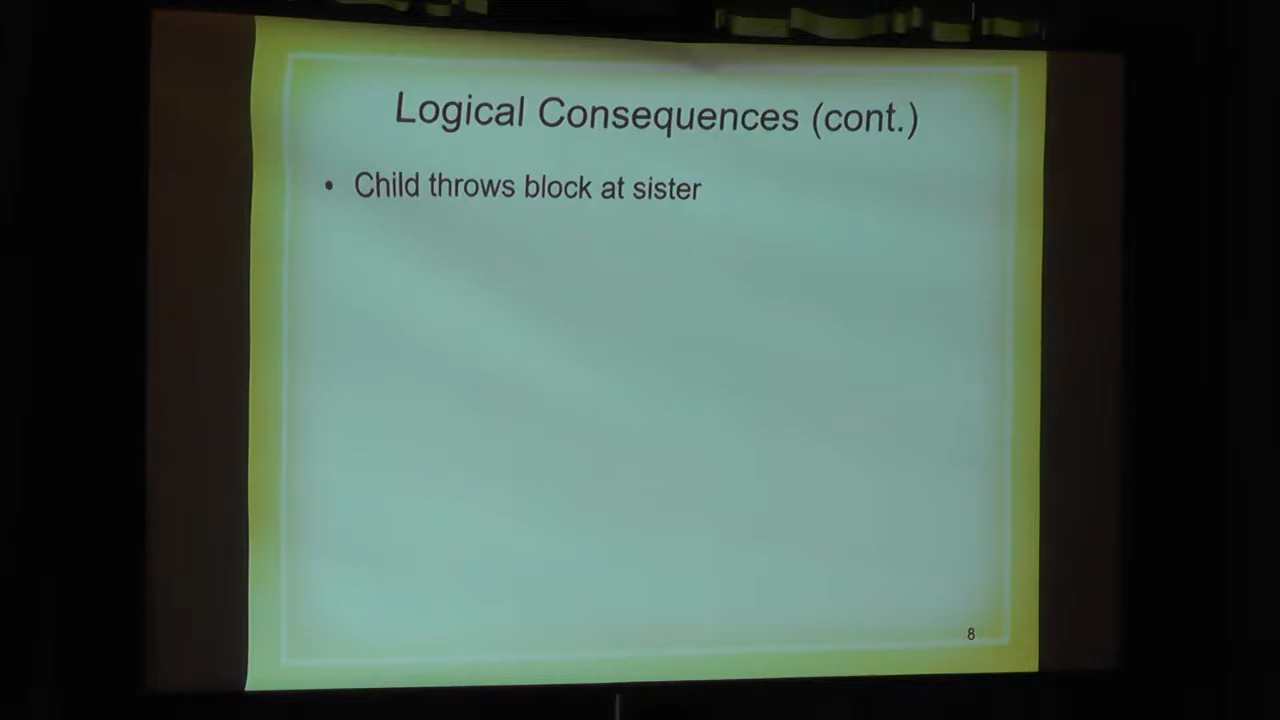 Logical Consequences (cont.)
• Child throws block at sister
8